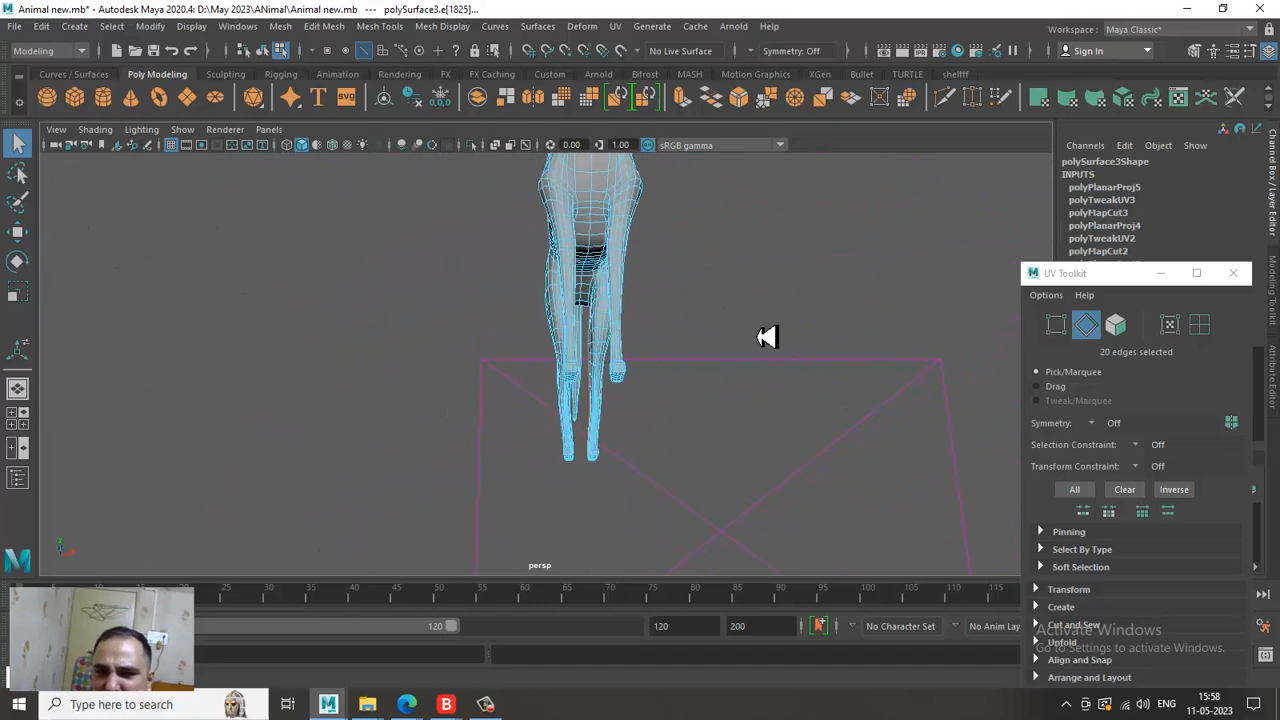 Animal new.mb* - Autodesk Maya 2020.4: D:\May 2023\ANimal\Animal new.mb --- polySurface3.e[1825]...
File Edit Create Select Modify Display Windows Mesh Edit Mesh Mesh Tools Mesh Display Curves Surfaces Deform UV Generate Cache Arnold Help
Workspace : Maya Classic*
Modeling No Live Surface Symmetry: Off Sign In
Curves / Surfaces Poly Modeling Sculpting Rigging Animation Rendering FX FX Caching Custom Arnold Bifrost MASH Motion Graphics XGen Bullet TURTLE shelfff
View Shading Lighting Show Renderer Panels
0.00 1.00 sRGB gamma
Channels Edit Object Show
polySurface3Shape
INPUTS
polyPlanarProj5
polyTweakUV3
polyMapCut3
polyPlanarProj4
polyTweakUV2
polyMapCut2
Channel Box / Layer Editor
Modeling Toolkit
Attribute Editor
UV Toolkit
Options Help
20 edges selected
Pick/Marquee
Drag
Tweak/Marquee
Symmetry: Off
Selection Constraint: Off
Transform Constraint: Off
All Clear Inverse
Pinning
Select By Type
Soft Selection
Transform
Create
Cut and Sew
Unfold
Align and Snap
Arrange and Layout
Activate Windows
Go to Settings to activate Windows.
persp
25 30 35 40 45 50 55 60 65 70 75 80 85 90 95 100 105 110 115
120 120 200 No Character Set No Anim Lay
Type here to search
ENG
15:58
11-05-2023